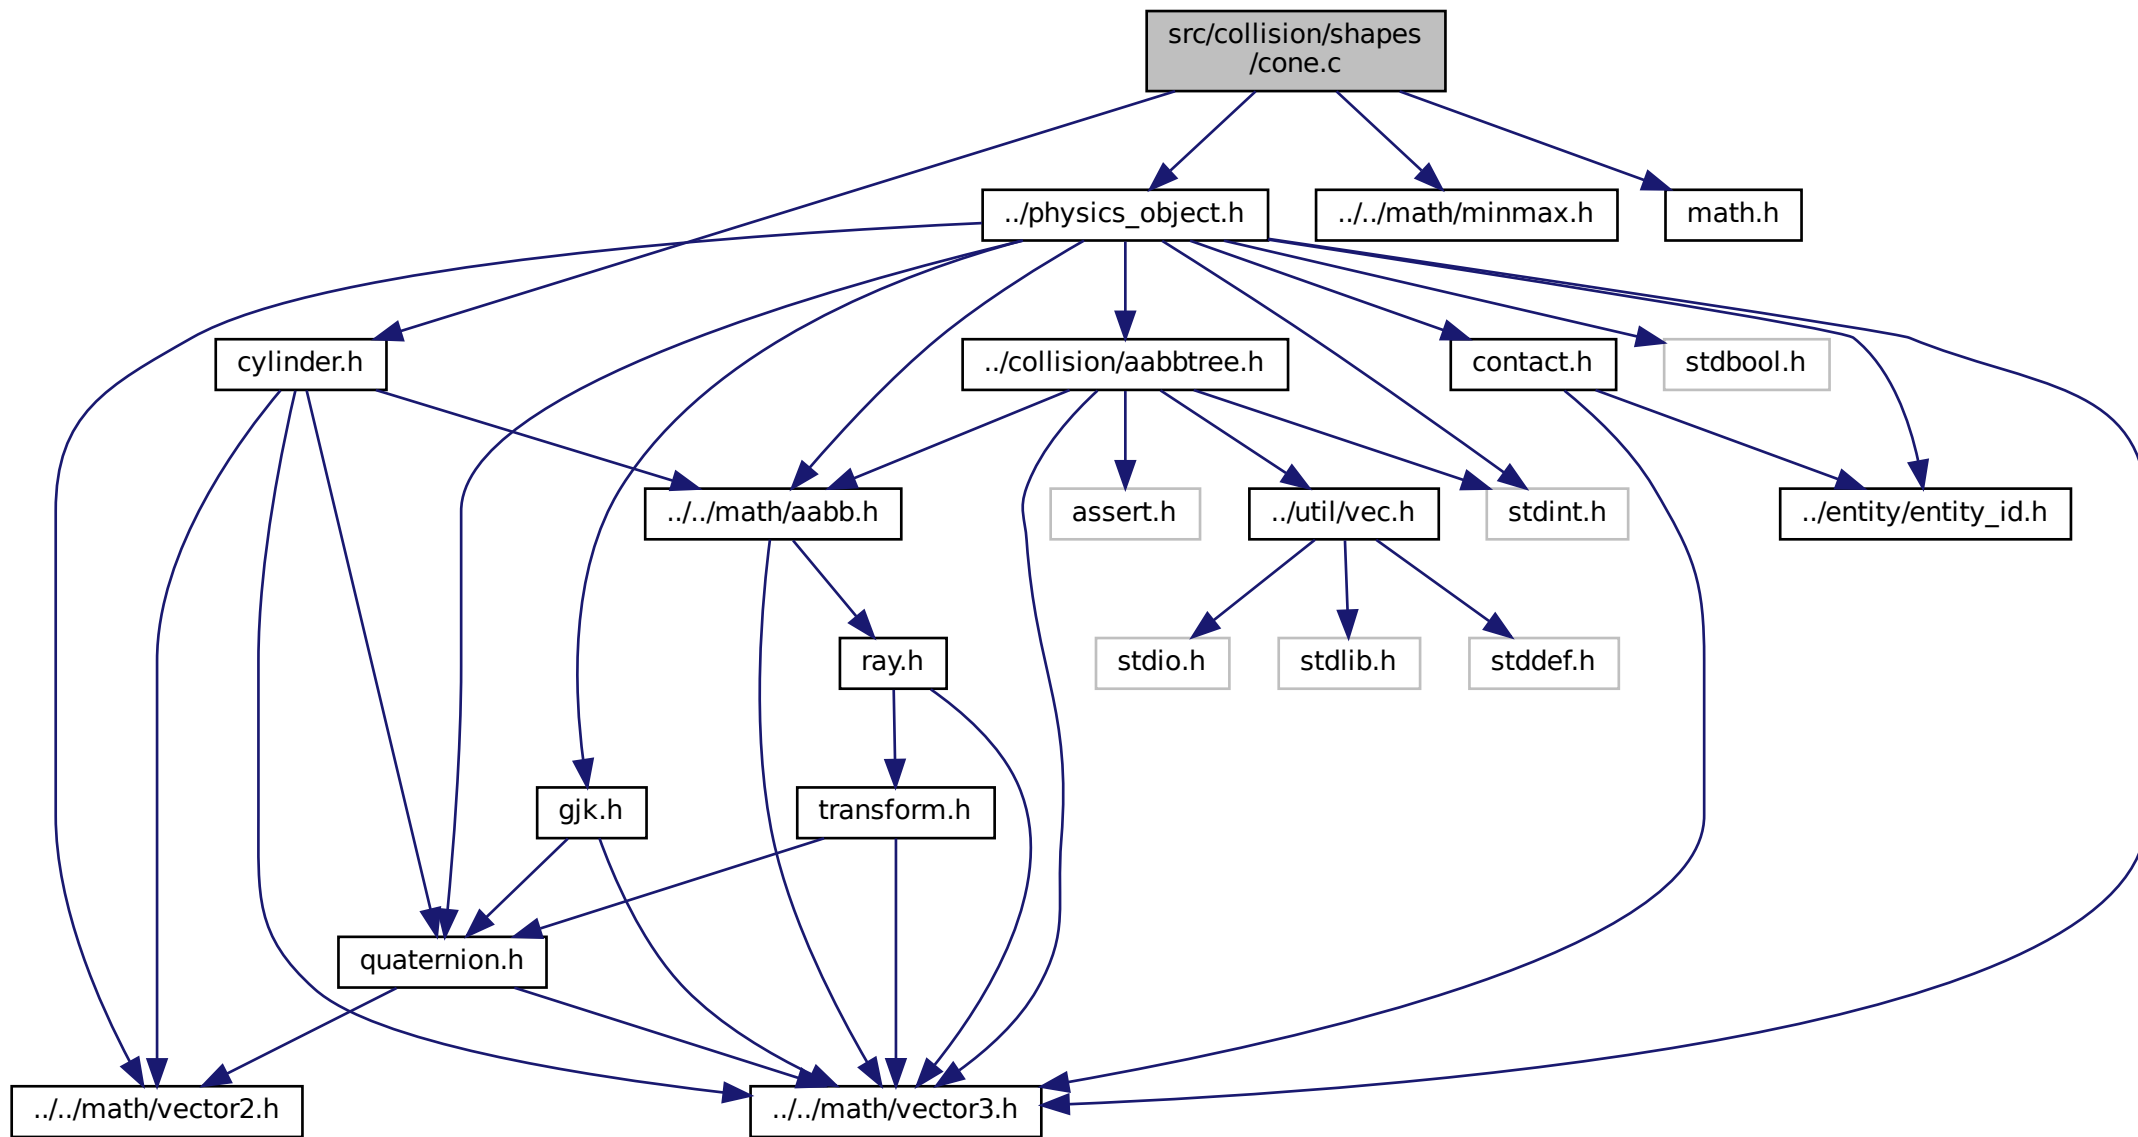 src/collision/shapes
/cone.c
../physics_object.h
../../math/minmax.h
math.h
cylinder.h
../collision/aabbtree.h
contact.h
stdbool.h
../../math/aabb.h
assert.h
../util/vec.h
stdint.h
../entity/entity_id.h
ray.h
stdio.h
stdlib.h
stddef.h
gjk.h
transform.h
quaternion.h
../../math/vector2.h
../../math/vector3.h